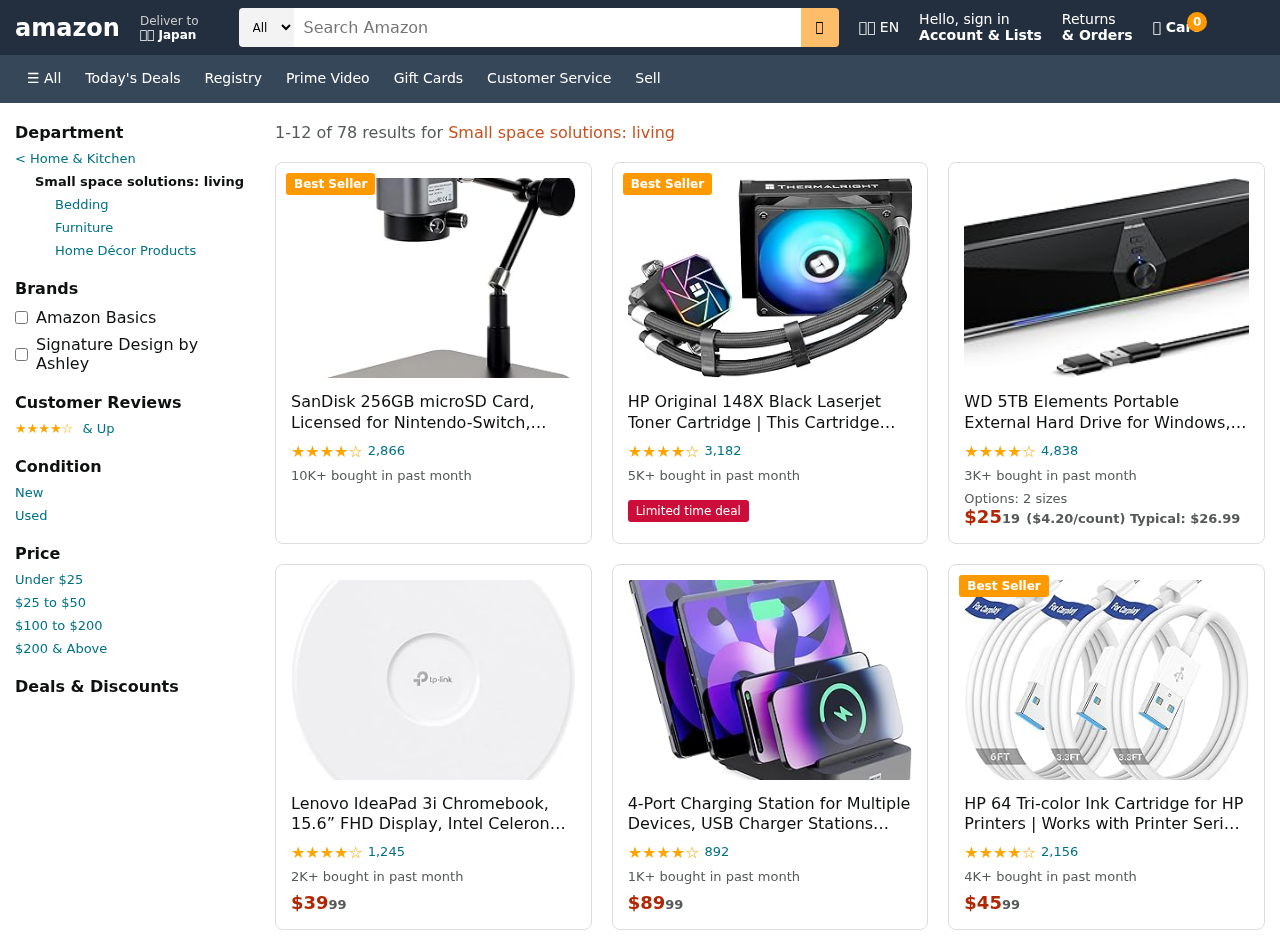 amazon
Deliver to
Japan
All
Search Amazon
EN
Hello, sign in
Account & Lists
Returns
& Orders
0
☰ All
Today's Deals
Registry
Prime Video
Gift Cards
Customer Service
Sell
Department
< Home & Kitchen
Small space solutions: living
Bedding
Furniture
Home Décor Products
Brands
Amazon Basics
Signature Design by
Ashley
Customer Reviews
★★★★☆ & Up
Condition
New
Used
Price
Under $25
$25 to $50
$100 to $200
$200 & Above
Deals & Discounts
1-12 of 78 results for Small space solutions: living
Best Seller
SanDisk 256GB microSD Card,
Licensed for Nintendo-Switch,...
★★★★☆ 2,866
10K+ bought in past month
Best Seller
THERMALRIGHT
HP Original 148X Black Laserjet
Toner Cartridge | This Cartridge...
★★★★☆ 3,182
5K+ bought in past month
Limited time deal
WD 5TB Elements Portable
External Hard Drive for Windows,...
★★★★☆ 4,838
3K+ bought in past month
Options: 2 sizes
$25 19 ($4.20/count) Typical: $26.99
tp-link
Lenovo IdeaPad 3i Chromebook,
15.6” FHD Display, Intel Celeron...
★★★★☆ 1,245
2K+ bought in past month
$39 99
4-Port Charging Station for Multiple
Devices, USB Charger Stations...
★★★★☆ 892
1K+ bought in past month
$89 99
Best Seller
For Carplay
For Carplay
For Carplay
6FT
3.3FT
3.3FT
HP 64 Tri-color Ink Cartridge for HP
Printers | Works with Printer Seri...
★★★★☆ 2,156
4K+ bought in past month
$45 99